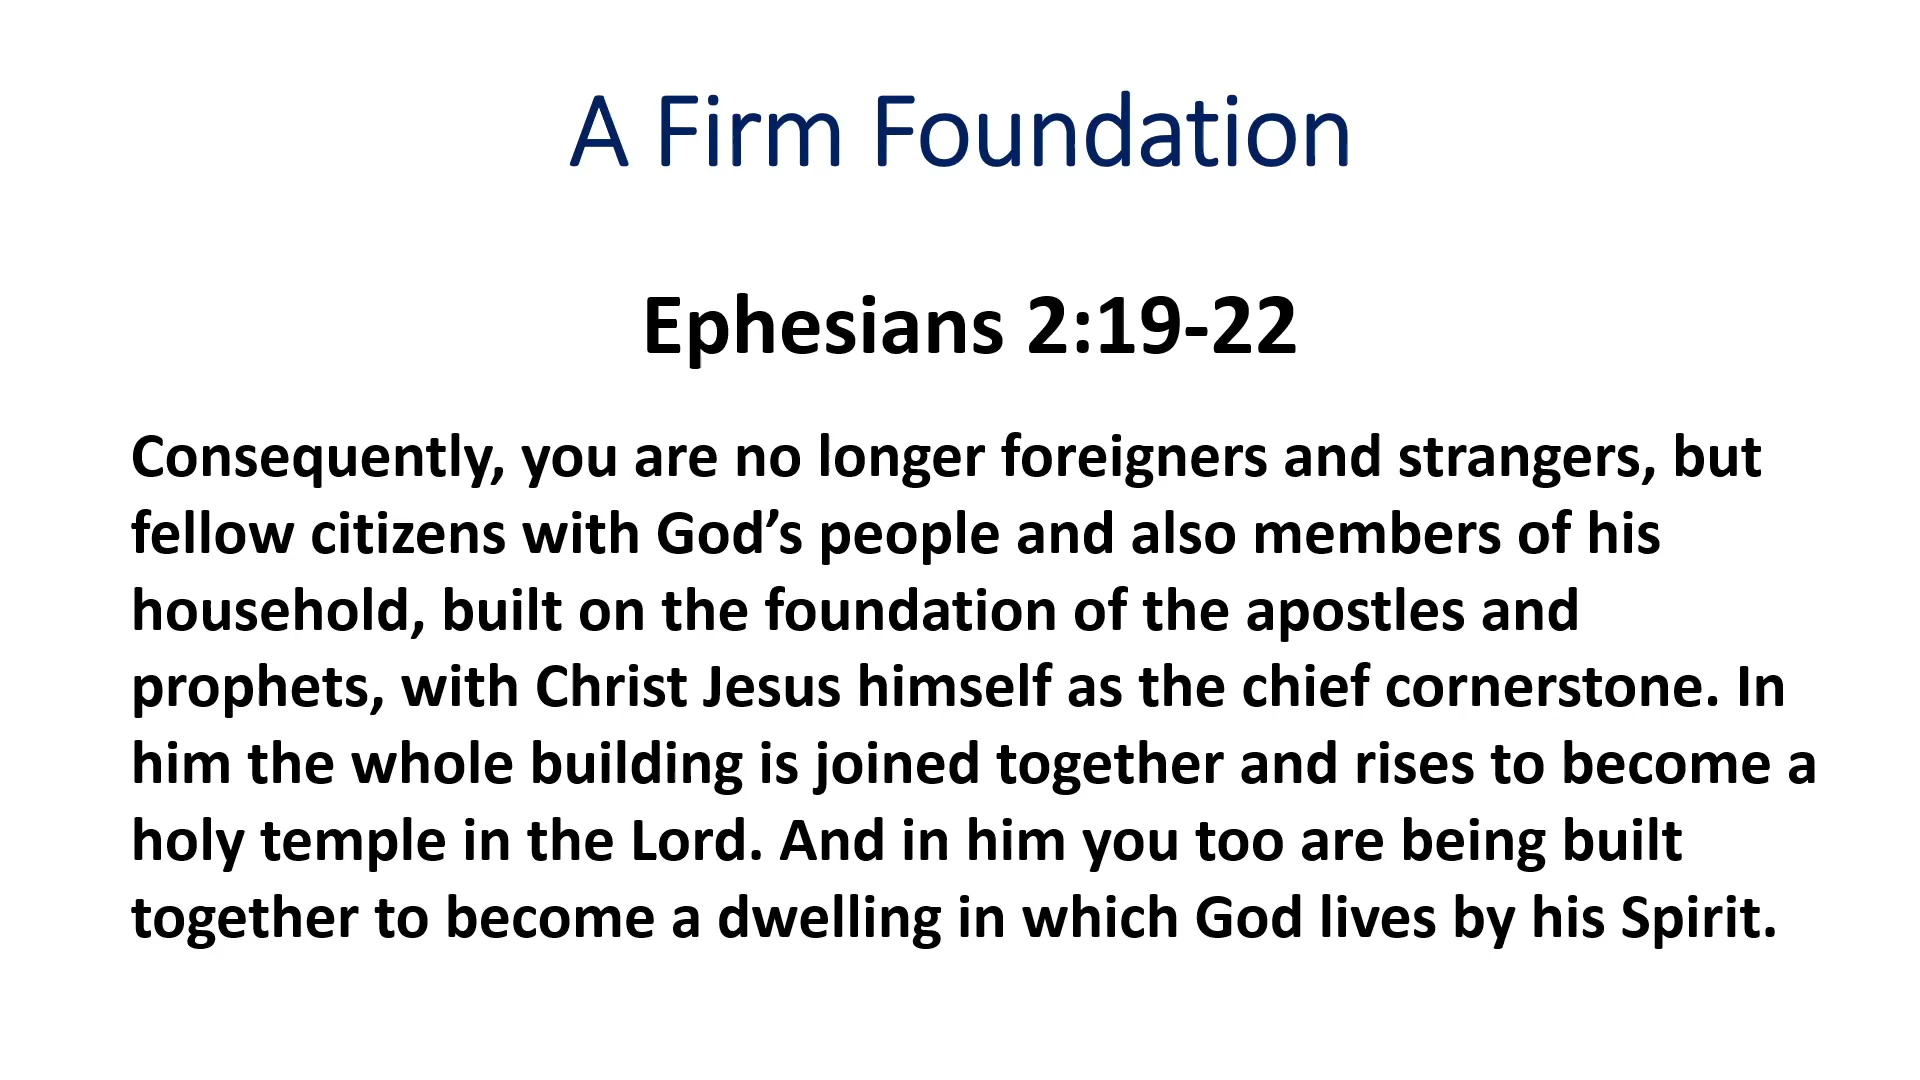 A Firm Foundation
Ephesians 2:19-22
Consequently, you are no longer foreigners and strangers, but
fellow citizens with God’s people and also members of his
household, built on the foundation of the apostles and
prophets, with Christ Jesus himself as the chief cornerstone. In
him the whole building is joined together and rises to become a
holy temple in the Lord. And in him you too are being built
together to become a dwelling in which God lives by his Spirit.